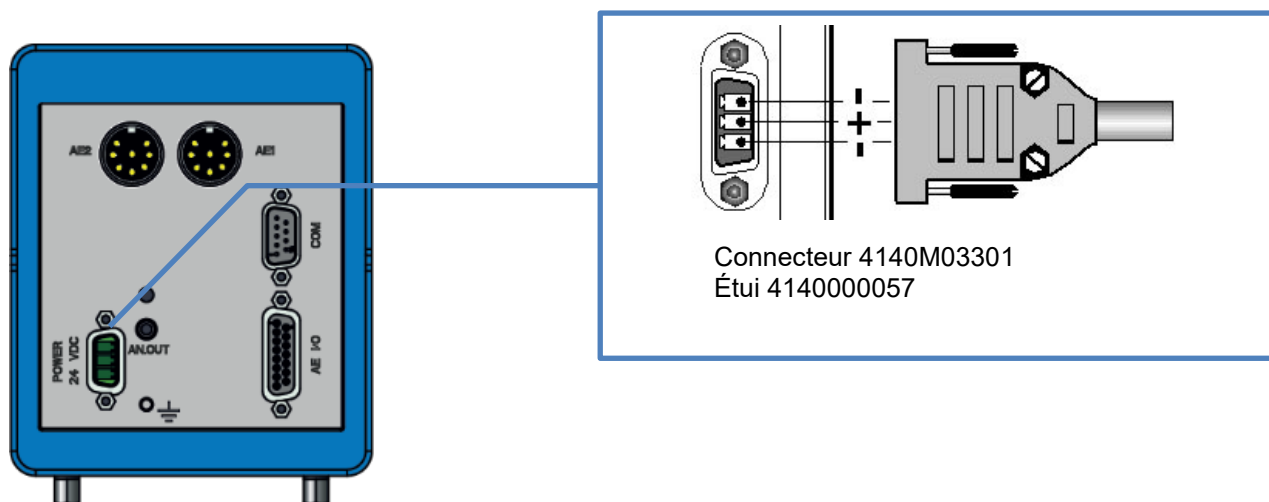 AE2
AE1
COM
POWER
24 VDC
AN.OUT
AE I/O
-
+
-
Connecteur 4140M03301
Étui 4140000057